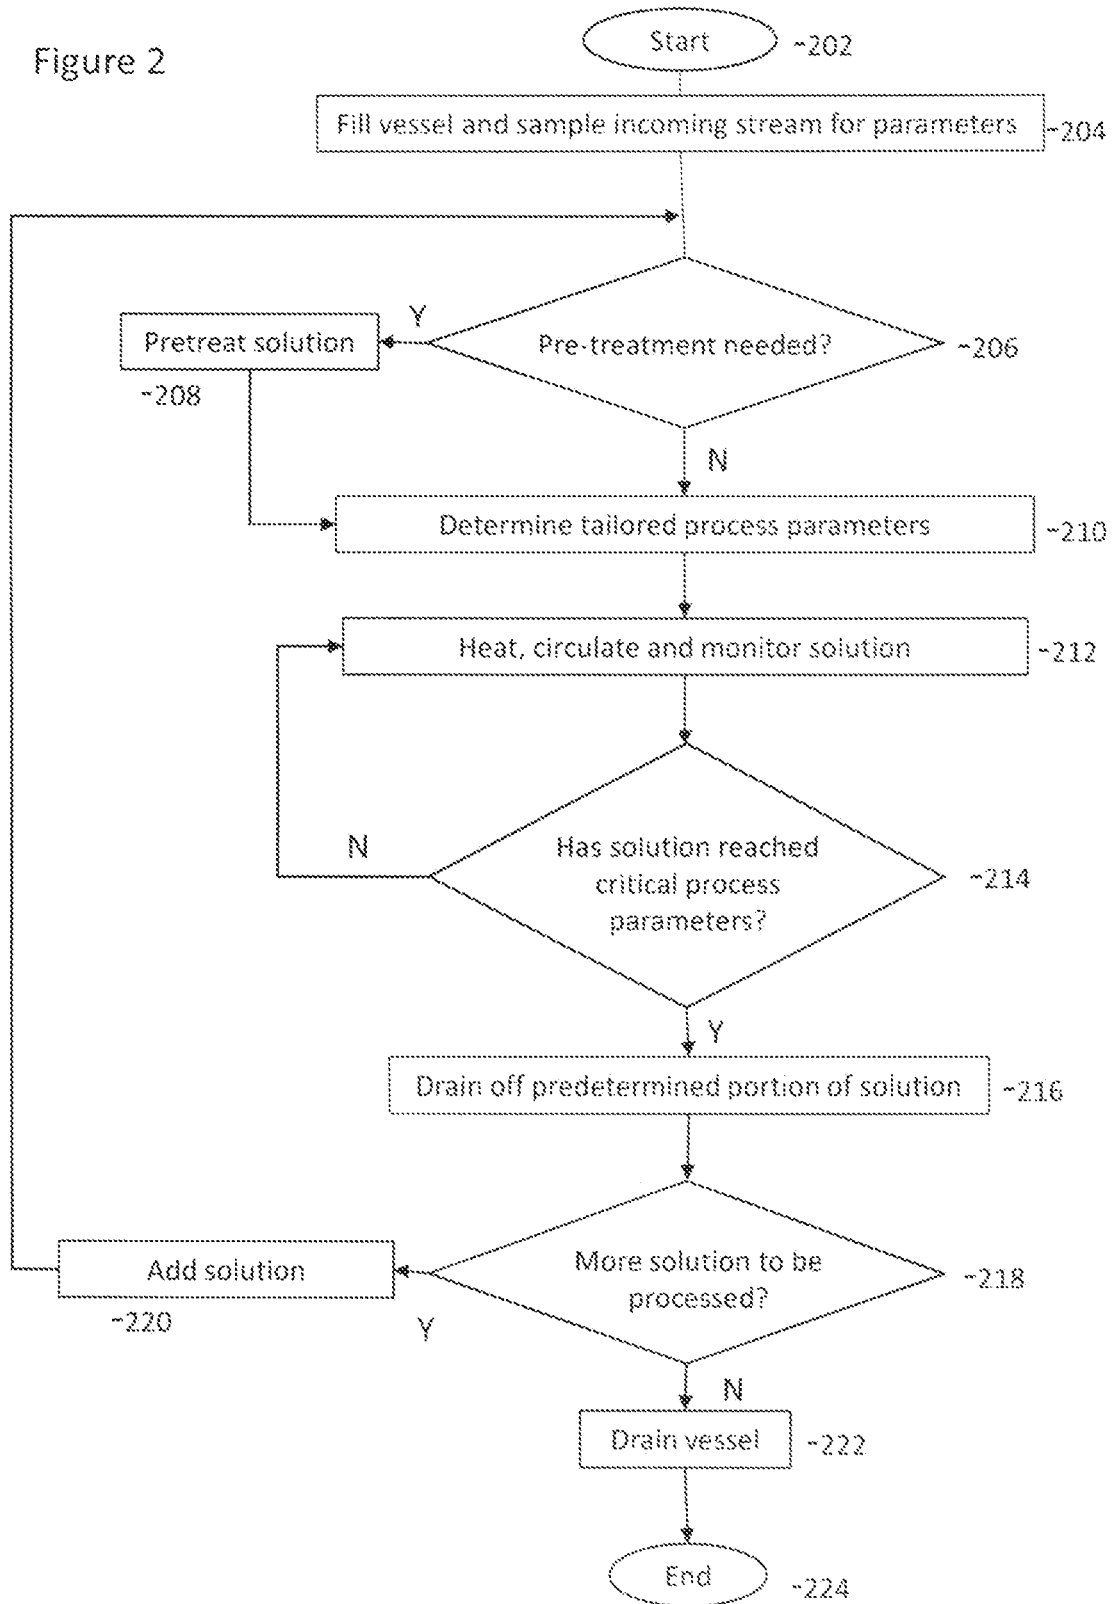 Figure 2
Start
~202
Fill vessel and sample incoming stream for parameters
~204
Y
Pretreat solution
Pre-treatment needed?
~206
~208
N
Determine tailored process parameters
~210
Heat, circulate and monitor solution
~212
N
Has solution reached
critical process
parameters?
~214
Y
Drain off predetermined portion of solution
~216
Add solution
More solution to be
processed?
~218
~220
Y
N
Drain vessel
~222
End
~224